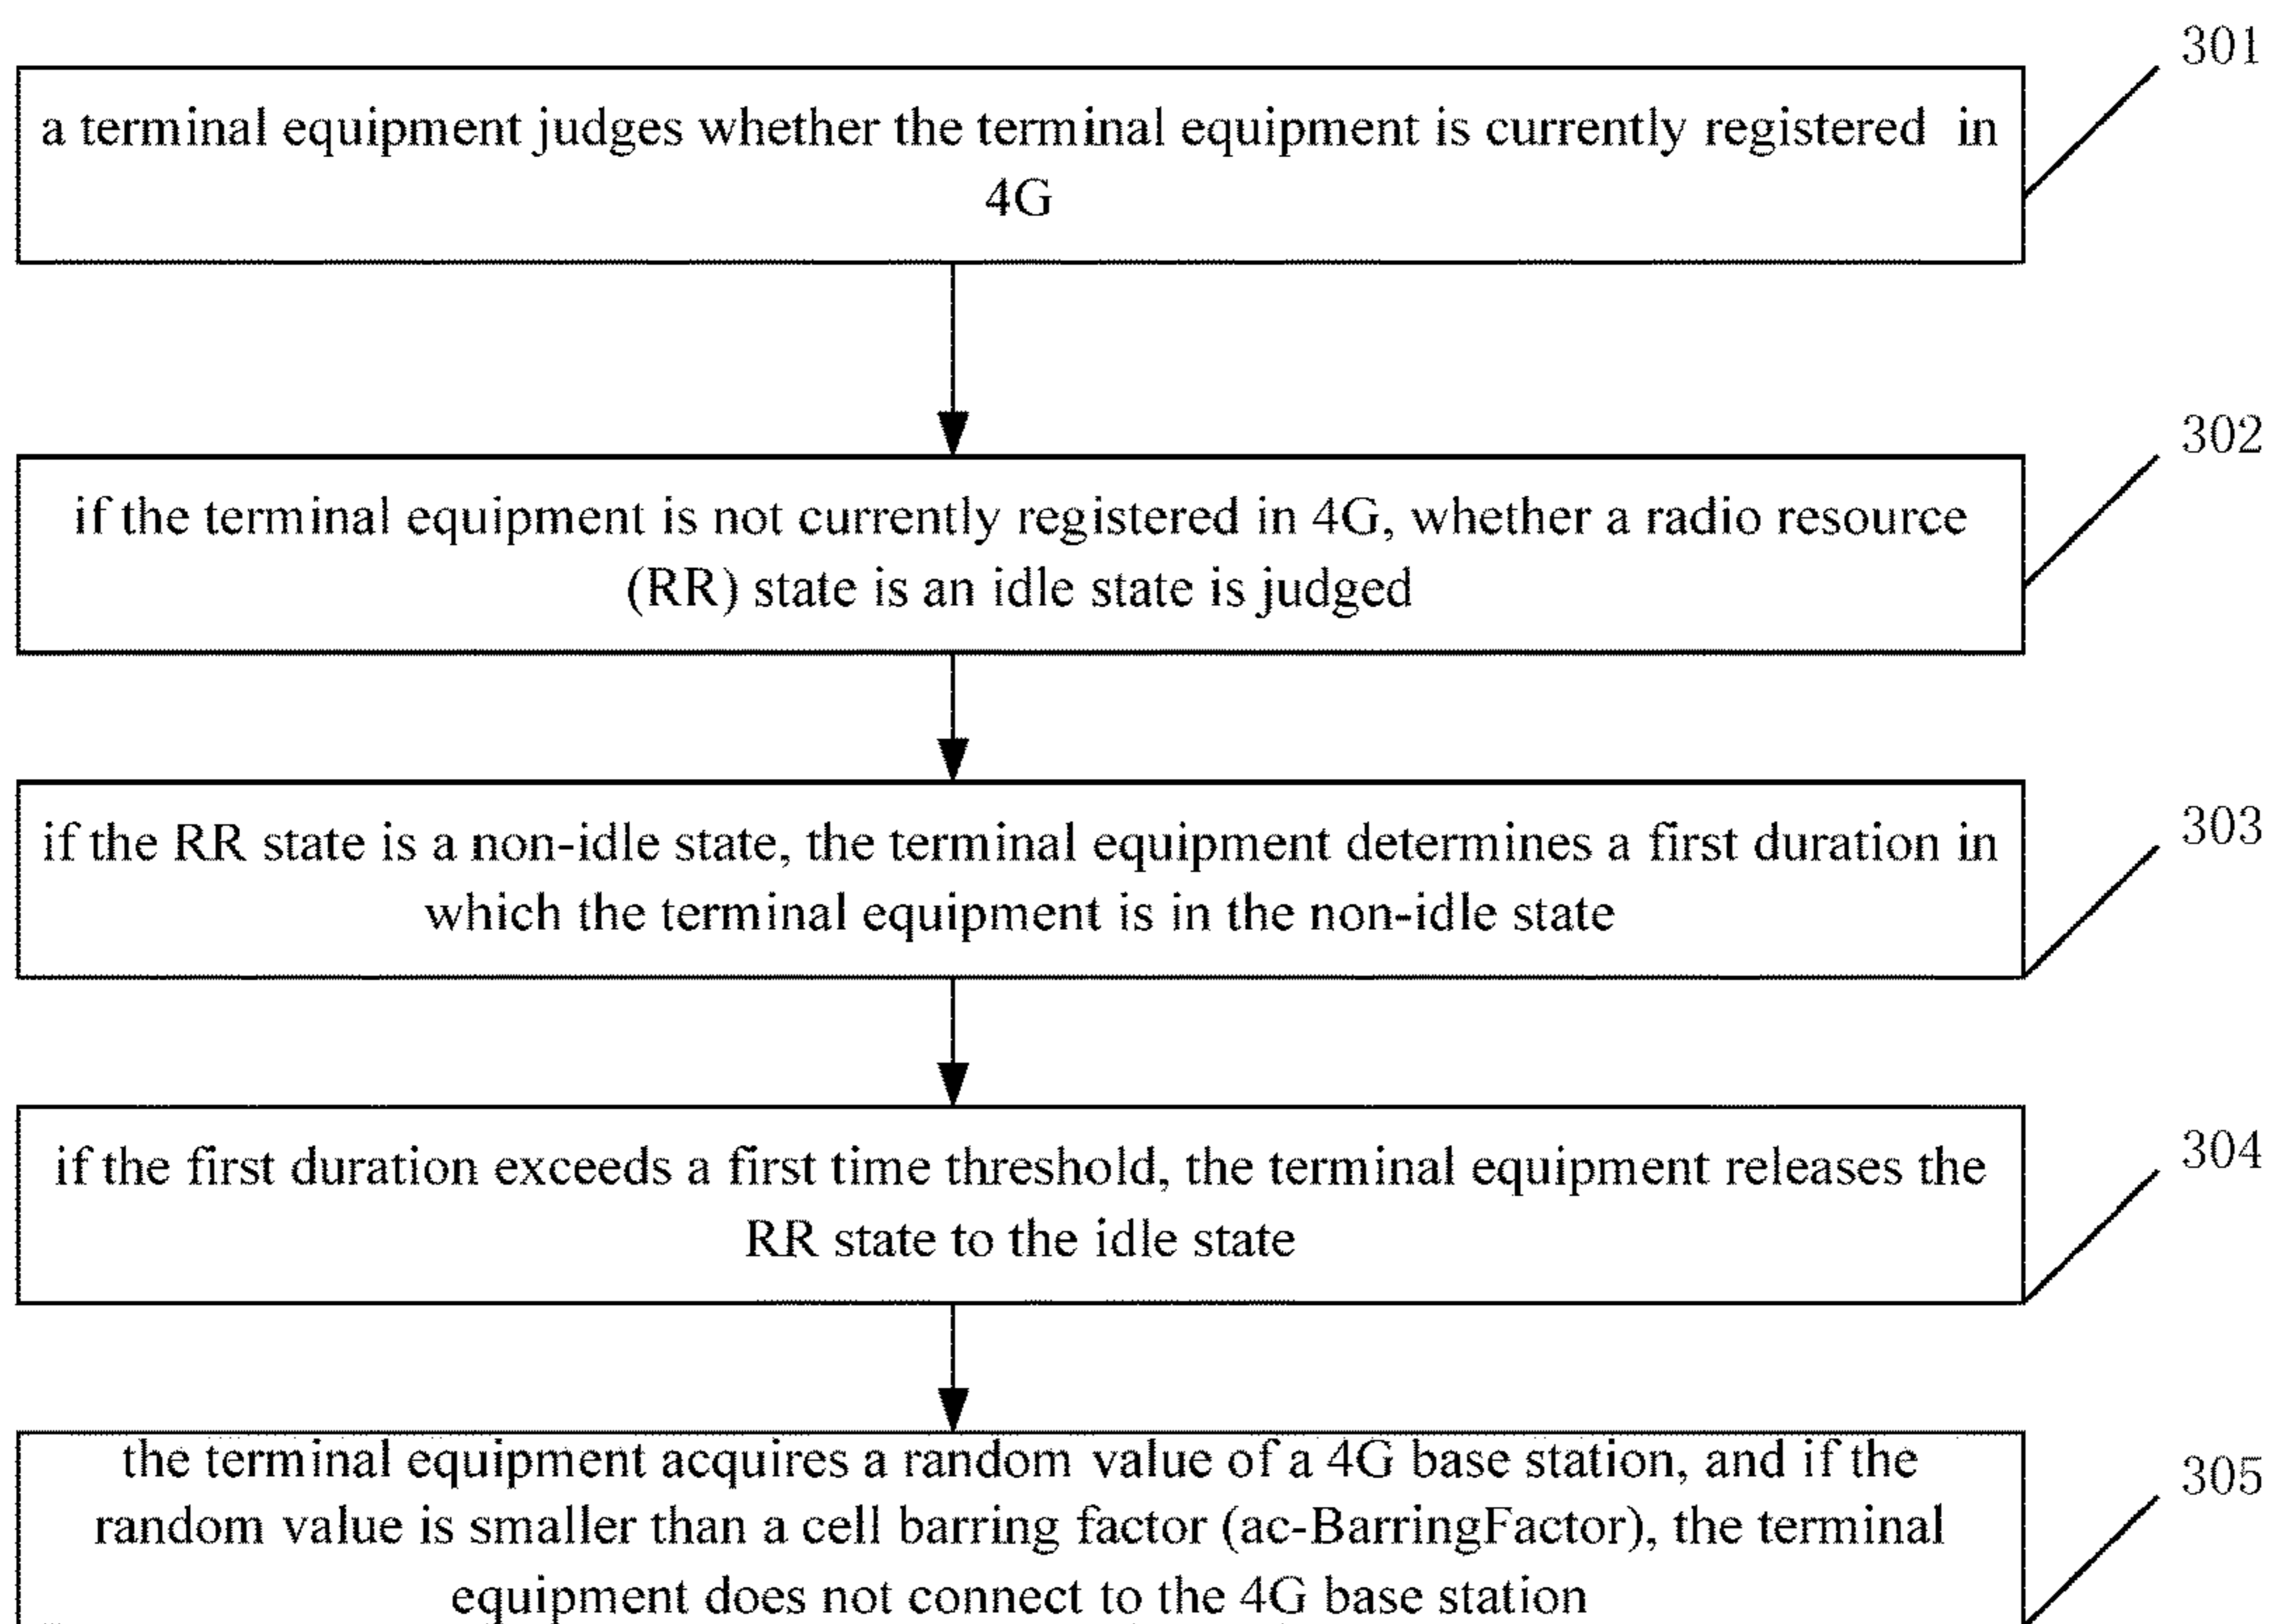 301
a terminal equipment judges whether the terminal equipment is currently registered in
4G
302
if the terminal equipment is not currently registered in 4G, whether a radio resource
(RR) state is an idle state is judged
303
if the RR state is a non-idle state, the terminal equipment determines a first duration in
which the terminal equipment is in the non-idle state
304
if the first duration exceeds a first time threshold, the terminal equipment releases the
RR state to the idle state
305
the terminal equipment acquires a random value of a 4G base station, and if the
random value is smaller than a cell barring factor (ac-BarringFactor), the terminal
equipment does not connect to the 4G base station